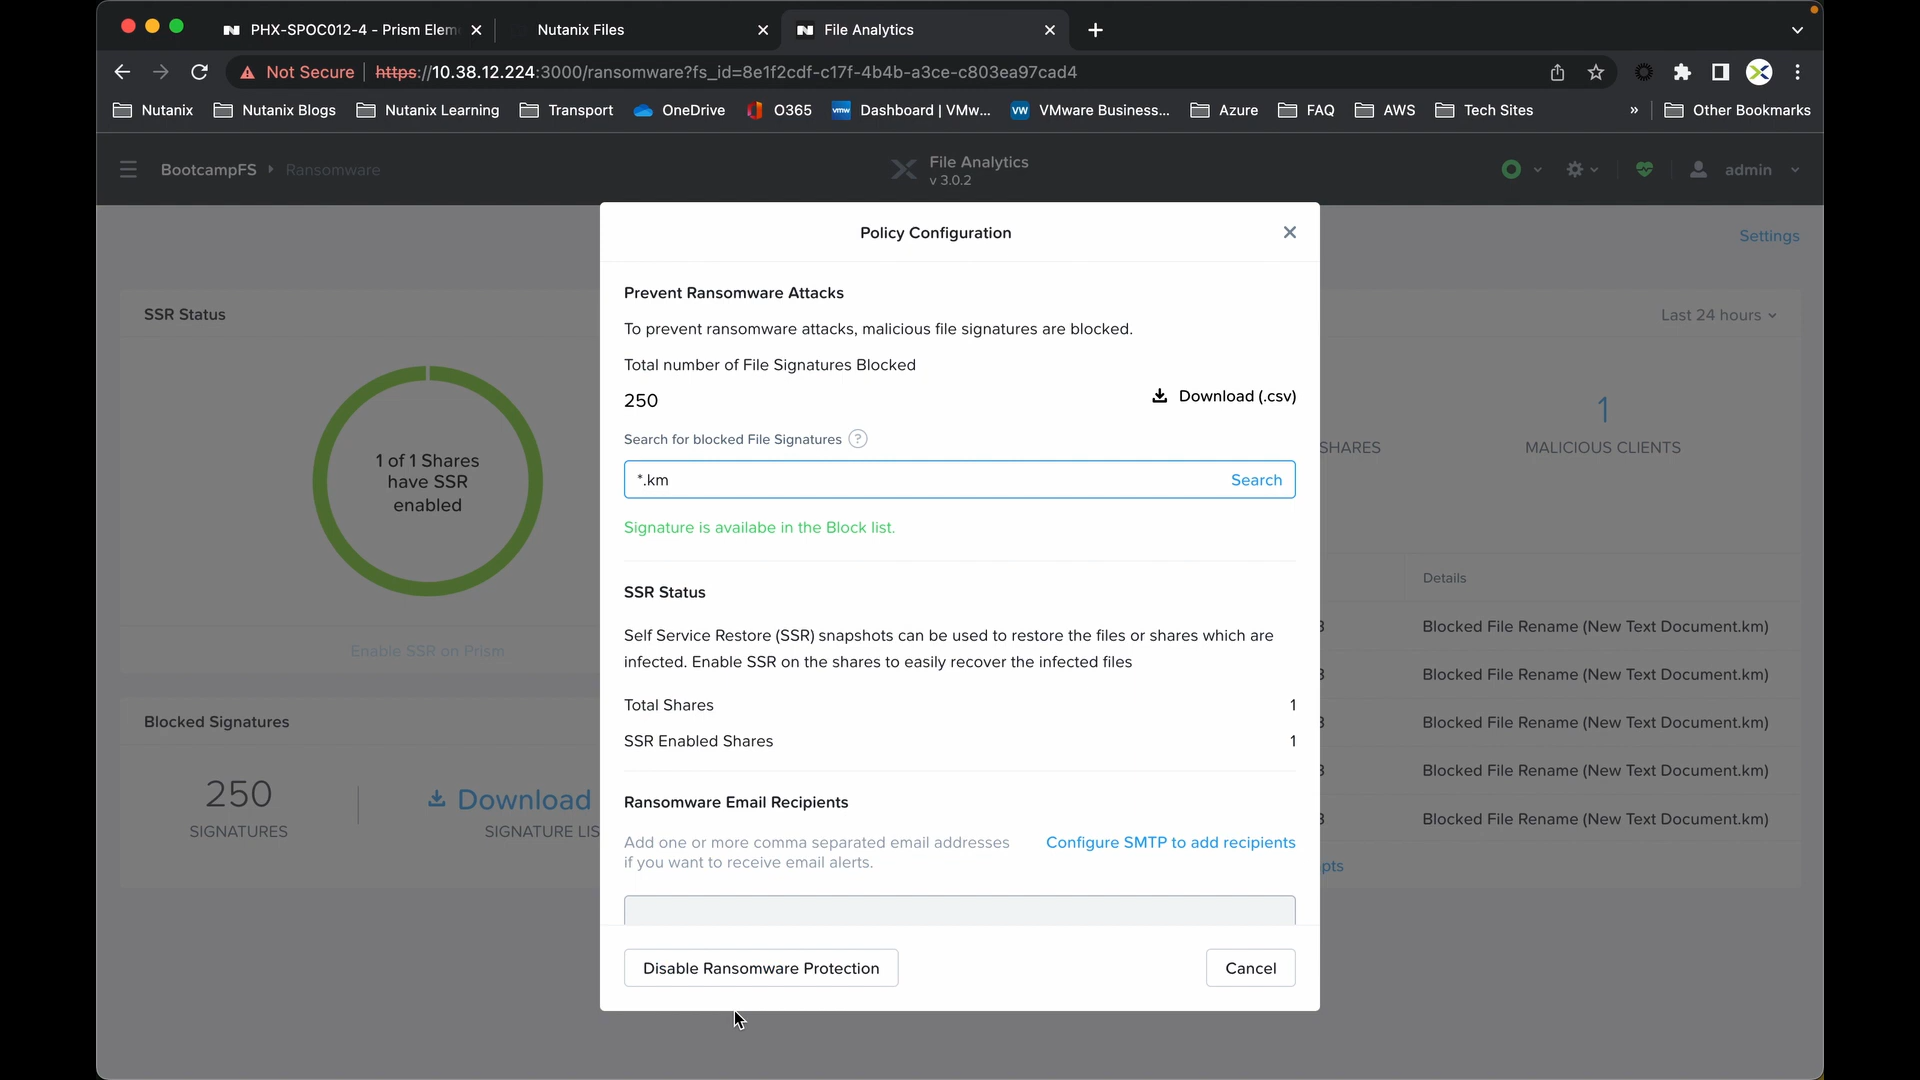 PHX-SPOC012-4 - Prism Elem
Nutanix Files
File Analytics
Not Secure
https://10.38.12.224:3000/ransomware?fs_id=8e1f2cdf-c17f-4b4b-a3ce-c803ea97cad4
Nutanix
Nutanix Blogs
Nutanix Learning
Transport
OneDrive
O365
vmw
Dashboard | VMw...
VW
VMware Business...
Azure
FAQ
AWS
Tech Sites
»
Other Bookmarks
BootcampFS
Ransomware
File Analytics
v 3.0.2
admin
Settings
Policy Configuration
Prevent Ransomware Attacks
To prevent ransomware attacks, malicious file signatures are blocked.
Total number of File Signatures Blocked
250
Download (.csv)
Search for blocked File Signatures ?
*.km
Search
Signature is availabe in the Block list.
SSR Status
Self Service Restore (SSR) snapshots can be used to restore the files or shares which are
infected. Enable SSR on the shares to easily recover the infected files
Total Shares 1
SSR Enabled Shares 1
Ransomware Email Recipients
Add one or more comma separated email addresses
if you want to receive email alerts.
Configure SMTP to add recipients
Disable Ransomware Protection
Cancel
SSR Status
1 of 1 Shares
have SSR
enabled
Enable SSR on Prism
Blocked Signatures
250
SIGNATURES
Download
SIGNATURE LIS
Last 24 hours
SHARES
1
MALICIOUS CLIENTS
Details
Blocked File Rename (New Text Document.km)
Blocked File Rename (New Text Document.km)
Blocked File Rename (New Text Document.km)
Blocked File Rename (New Text Document.km)
Blocked File Rename (New Text Document.km)
pts